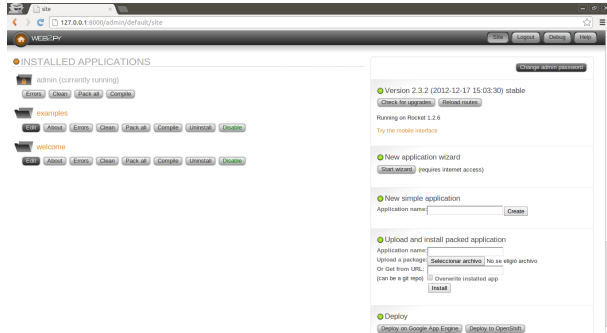 site
127.0.0.1:8000/admin/default/site
WEB2PY
Site Logout Debug Help
INSTALLED APPLICATIONS
admin (currently running)
Errors Clean Pack all Compile
examples
Edit About Errors Clean Pack all Compile Uninstall Disable
welcome
Edit About Errors Clean Pack all Compile Uninstall Disable
Change admin password
Version 2.3.2 (2012-12-17 15:03:30) stable
Check for upgrades Reload routes
Running on Rocket 1.2.6
Try the mobile interface
New application wizard
Start wizard (requires internet access)
New simple application
Application name:
Create
Upload and install packed application
Application name:
Upload a package: Seleccionar archivo No se eligió archivo
Or Get from URL:
(can be a git repo) Overwrite installed app
Install
Deploy
Deploy on Google App Engine Deploy to OpenShift